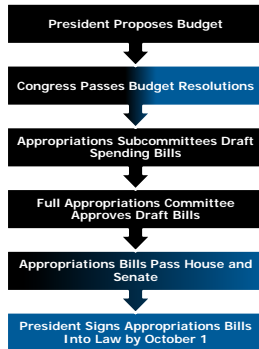 President Proposes Budget
Congress Passes Budget Resolutions
Appropriations Subcommittees Draft
Spending Bills
Full Appropriations Committee
Approves Draft Bills
Appropriations Bills Pass House and
Senate
President Signs Appropriations Bills
Into Law by October 1